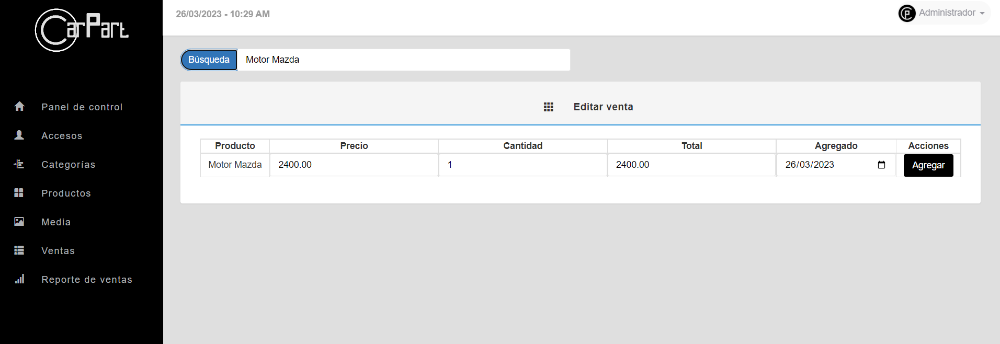 CarPart
26/03/2023 - 10:29 AM
Administrador
Búsqueda Motor Mazda
Panel de control
Accesos
Categorías
Productos
Media
Ventas
Reporte de ventas
Editar venta
Producto Precio Cantidad Total Agregado Acciones
Motor Mazda 2400.00 1 2400.00 26/03/2023 Agregar